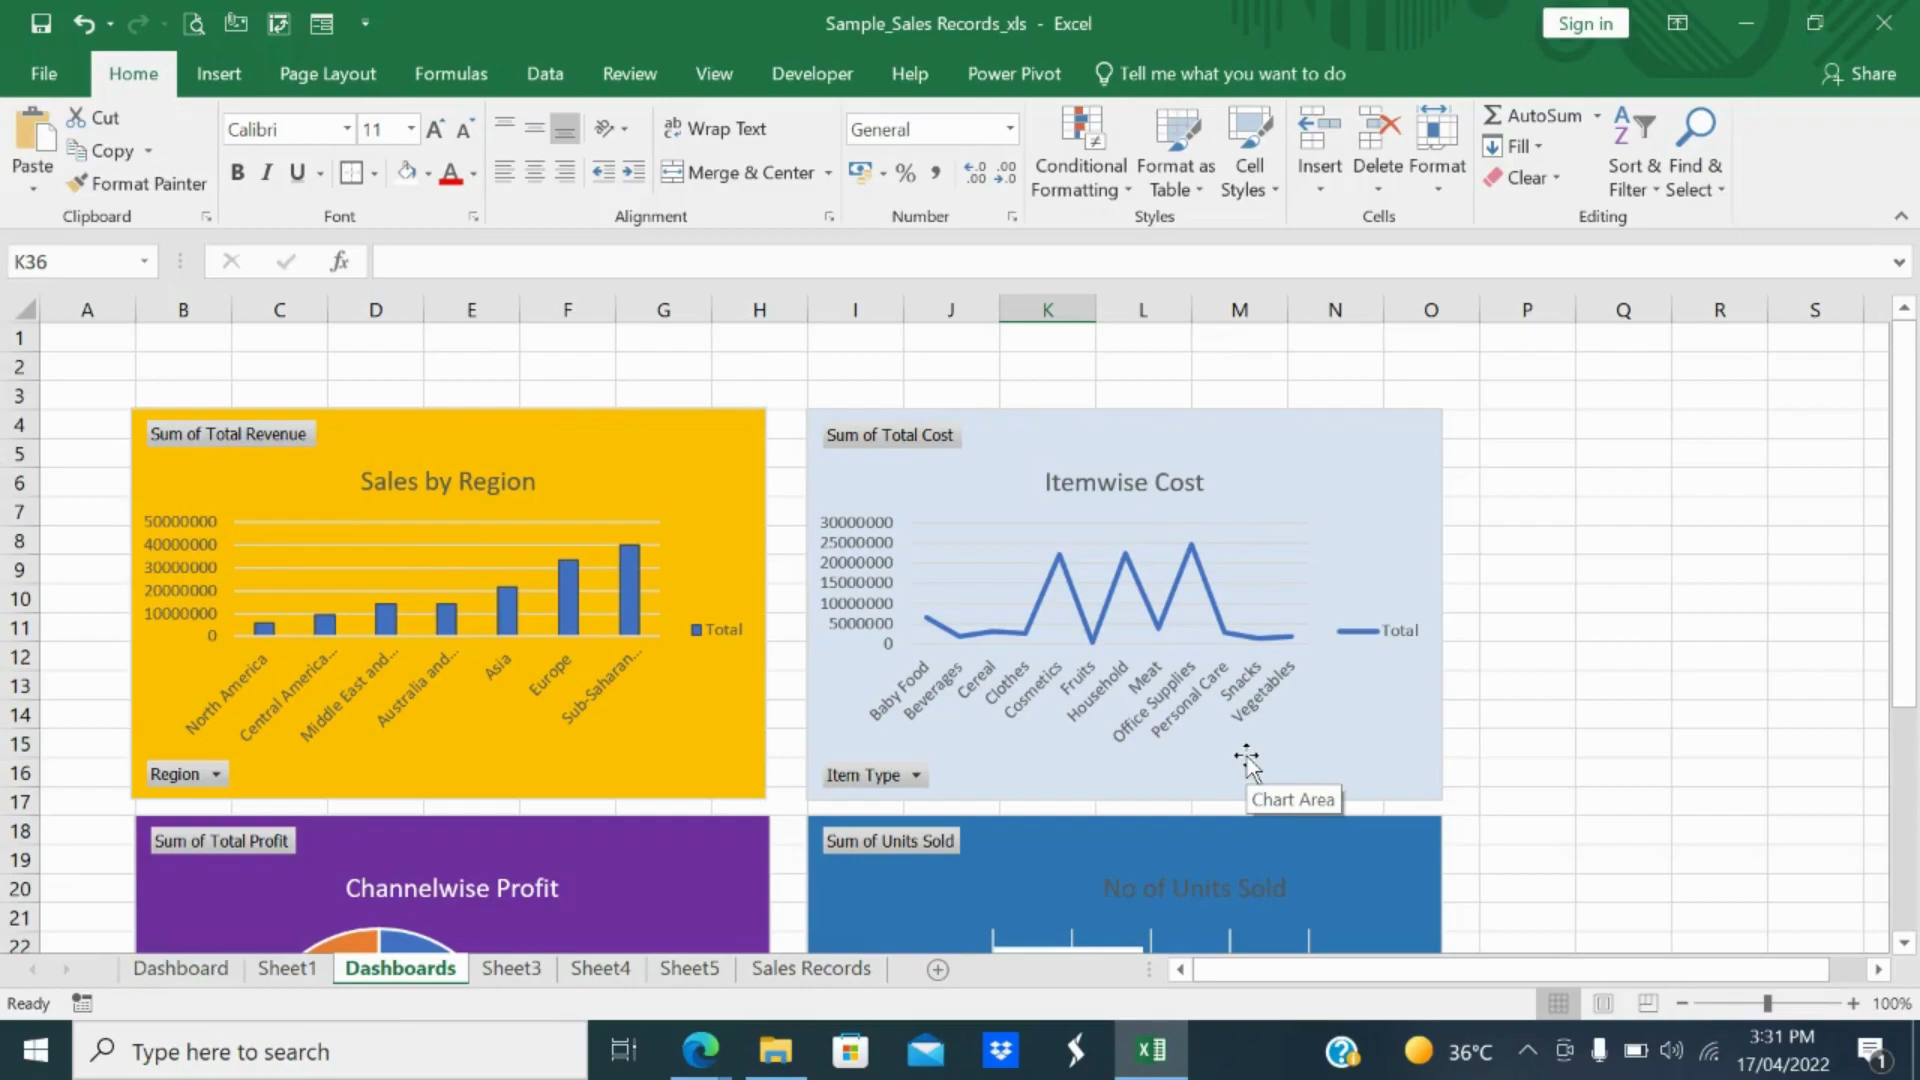 Sample_Sales Records_xls - Excel
Sign in
File Home Insert Page Layout Formulas Data Review View Developer Help Power Pivot Tell me what you want to do Share
Paste
Cut
Copy
Format Painter
Clipboard
Calibri 11
B I U
Font
Wrap Text
Merge & Center
Alignment
General
Number
Conditional Formatting
Format as Table
Cell Styles
Styles
Insert Delete Format
Cells
AutoSum
Fill
Clear
Sort & Filter
Find & Select
Editing
K36
fx
A B C D E F G H I J K L M N O P Q R S
1
2
3
4
5
6
7
8
9
10
11
12
13
14
15
16
17
18
19
20
21
22
Sum of Total Revenue
Sales by Region
50000000
40000000
30000000
20000000
10000000
0
North America
Central America...
Middle East and...
Australia and...
Asia
Europe
Sub-Saharan...
Total
Region
Sum of Total Cost
Itemwise Cost
30000000
25000000
20000000
15000000
10000000
5000000
0
Baby Food
Beverages
Cereal
Clothes
Cosmetics
Fruits
Household
Meat
Office Supplies
Personal Care
Snacks
Vegetables
Total
Item Type
Chart Area
Sum of Total Profit
Channelwise Profit
Sum of Units Sold
No of Units Sold
Dashboard Sheet1 Dashboards Sheet3 Sheet4 Sheet5 Sales Records
Ready
100%
Type here to search
36°C
3:31 PM
17/04/2022
1